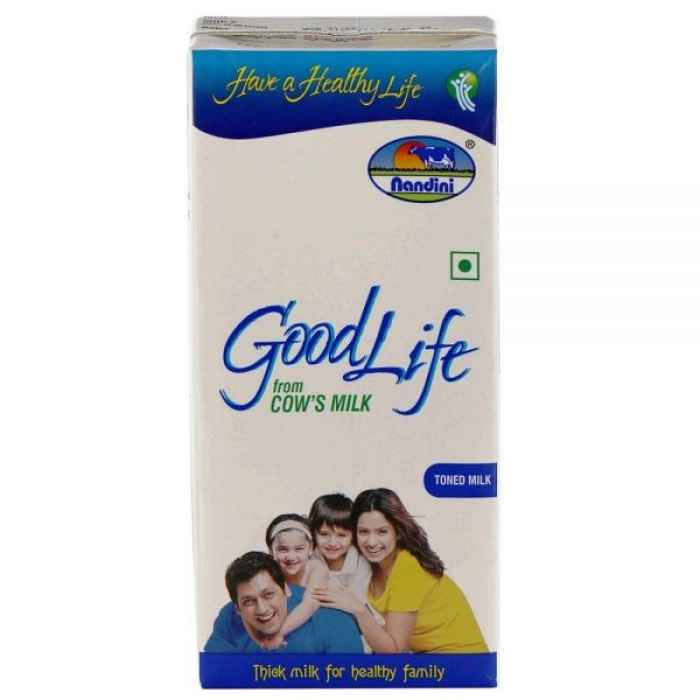 Have a Healthy Life
®
Nandini
Good Life
from
COW'S MILK
TONED MILK
Thick milk for healthy family